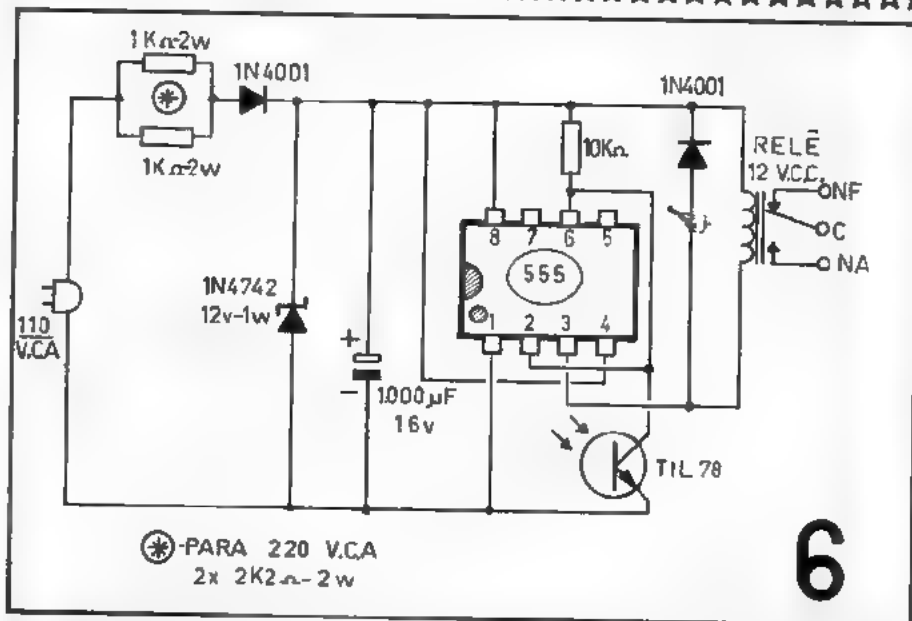 1KΩ-2w
1N4001
1KΩ-2w
1N4001
10KΩ
RELÊ
12 V.C.C.
NF
C
NA
8 7 6 5
555
1 2 3 4
1N4742
12v-1w
110
V.CA
+
-
1.000µF
16v
TIL 78
* -PARA 220 V.C.A
2x 2K2Ω-2w
6